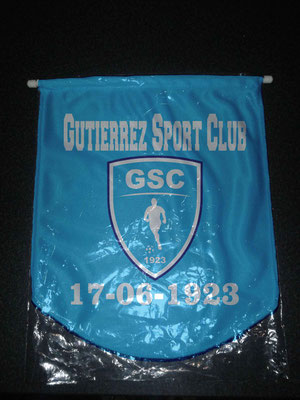 GUTIERREZ SPORT CLUB
GSC
1923
17-06-1923